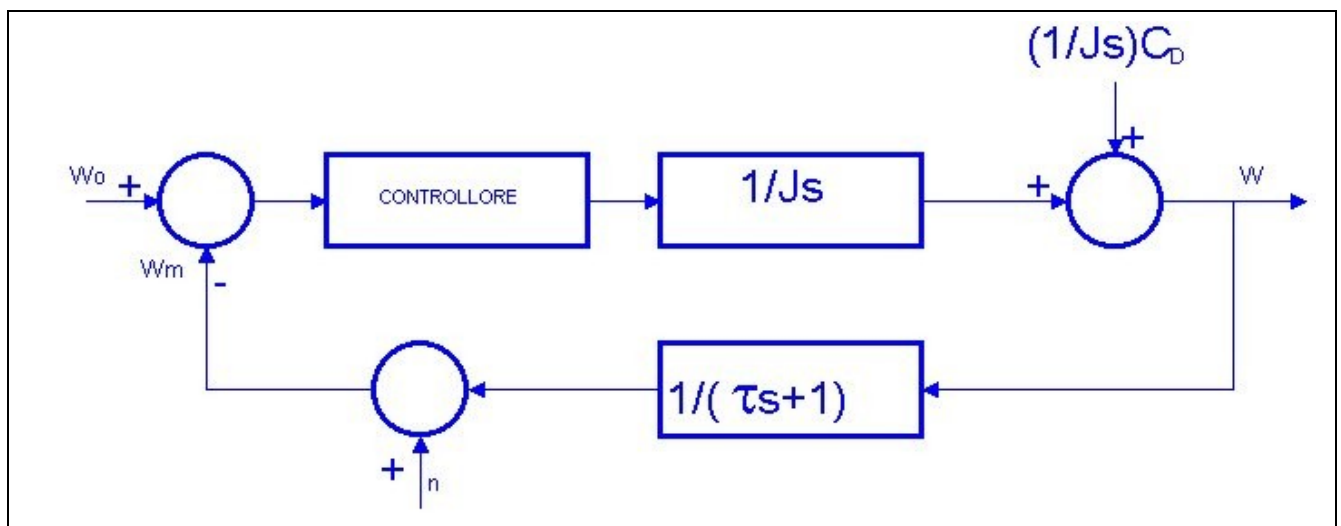 (1/Js)C_D
+
Wo +
CONTROLLORE
1/Js
+
W
Wm
-
1/( τs+1)
+
n